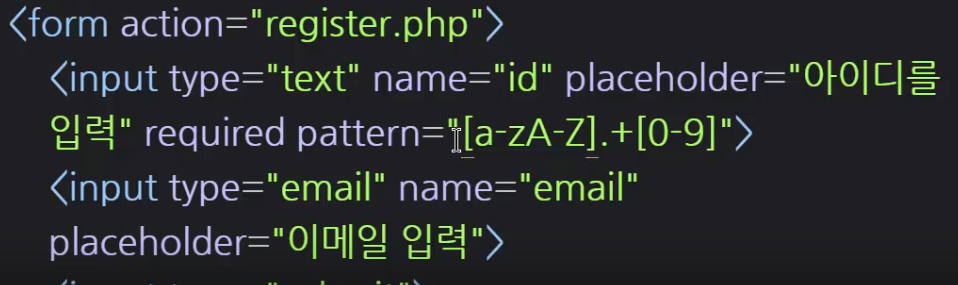 <form action="register.php">
<input type="text" name="id" placeholder="아이디를
입력" required pattern="[a-zA-Z].+[0-9]">
<input type="email" name="email"
placeholder="이메일 입력">